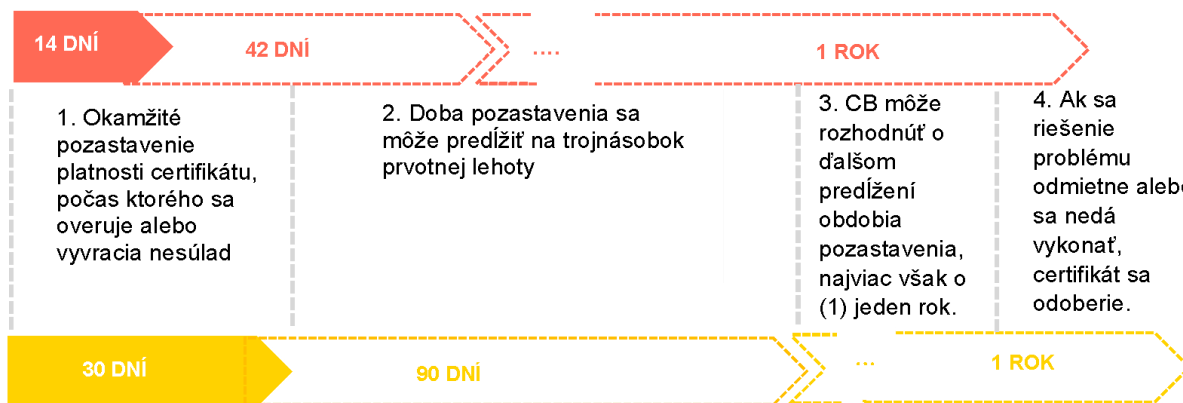 14 DNÍ
42 DNÍ
....
1 ROK
1. Okamžité
pozastavenie
platnosti certifikátu,
počas ktorého sa
overuje alebo
vyvracia nesúlad
2. Doba pozastavenia sa
môže predĺžiť na trojnásobok
prvotnej lehoty
3. CB môže
rozhodnúť o
ďalšom
predĺžení
obdobia
pozastavenia,
najviac však o
(1) jeden rok.
4. Ak sa
riešenie
problému
odmietne alebo
sa nedá
vykonať,
certifikát sa
odoberie.
30 DNÍ
90 DNÍ
...
1 ROK